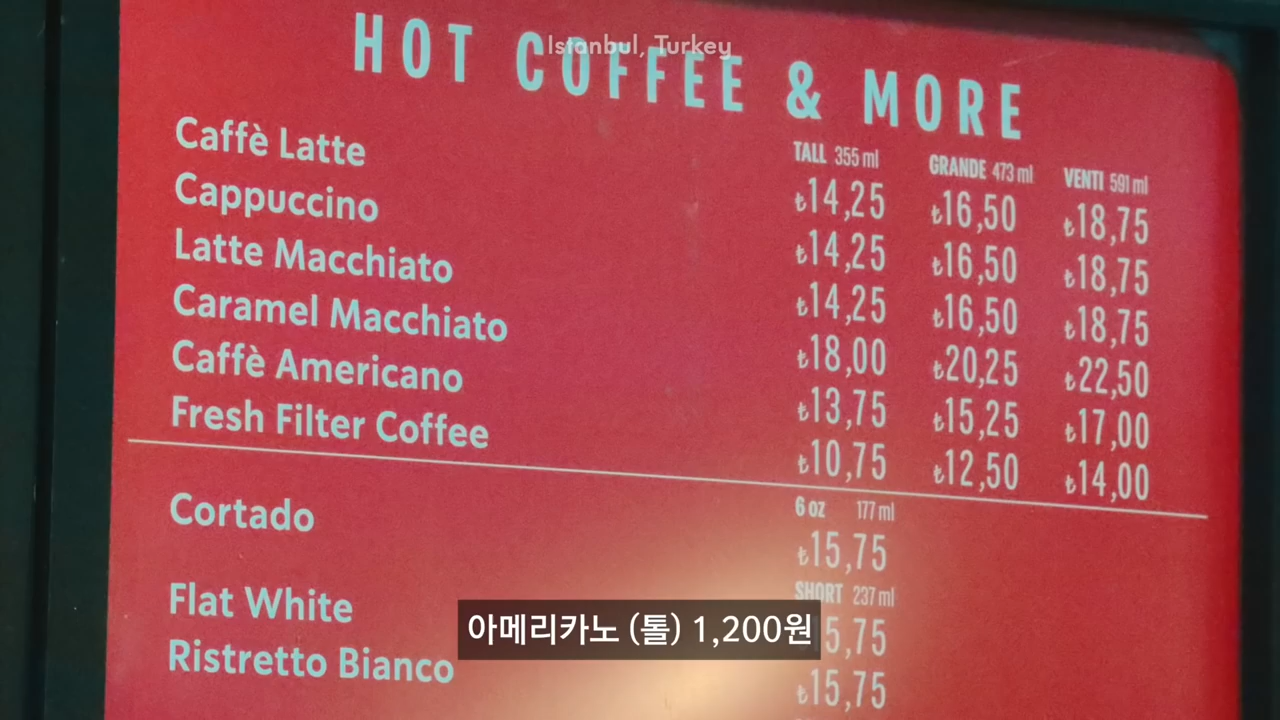 Istanbul, Turkey
HOT COFFEE & MORE
TALL 355 ml GRANDE 473 ml VENTI 591 ml
Caffè Latte ₺14,25 ₺16,50 ₺18,75
Cappuccino ₺14,25 ₺16,50 ₺18,75
Latte Macchiato ₺14,25 ₺16,50 ₺18,75
Caramel Macchiato ₺18,00 ₺20,25 ₺22,50
Caffè Americano ₺13,75 ₺15,25 ₺17,00
Fresh Filter Coffee ₺10,75 ₺12,50 ₺14,00
6 oz 177 ml
Cortado ₺15,75
SHORT 237 ml
Flat White 5,75
Ristretto Bianco ₺15,75
아메리카노 (톨) 1,200원